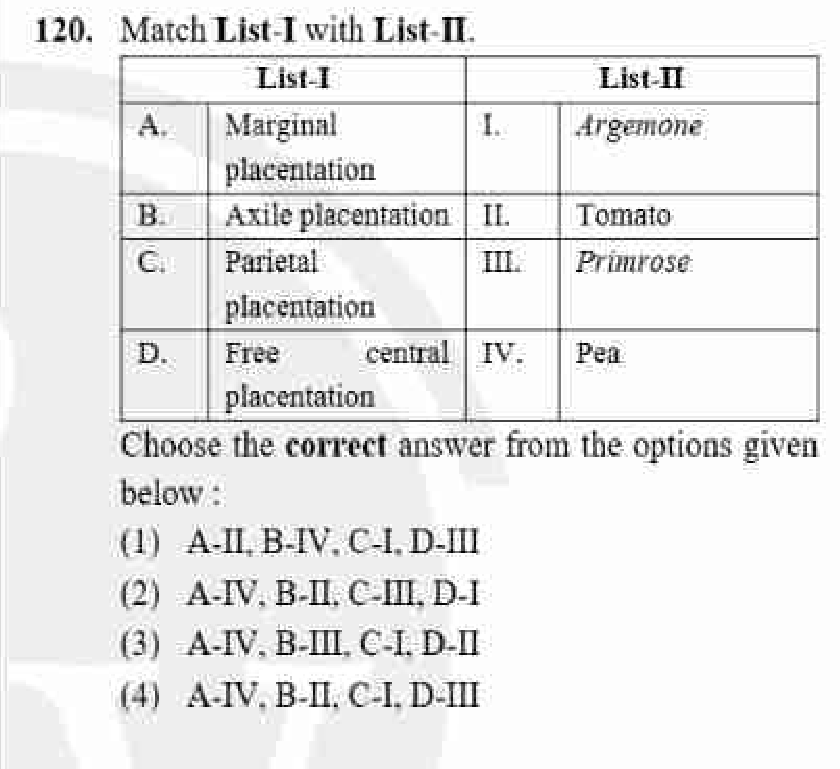 120. Match List-I with List-II.
List-I List-II
A. Marginal placentation I. Argemone
B. Axile placentation II. Tomato
C. Parietal placentation III. Primrose
D. Free central placentation IV. Pea
Choose the correct answer from the options given
below :
(1) A-II, B-IV, C-I, D-III
(2) A-IV, B-II, C-III, D-I
(3) A-IV, B-III, C-I, D-II
(4) A-IV, B-II, C-I, D-III